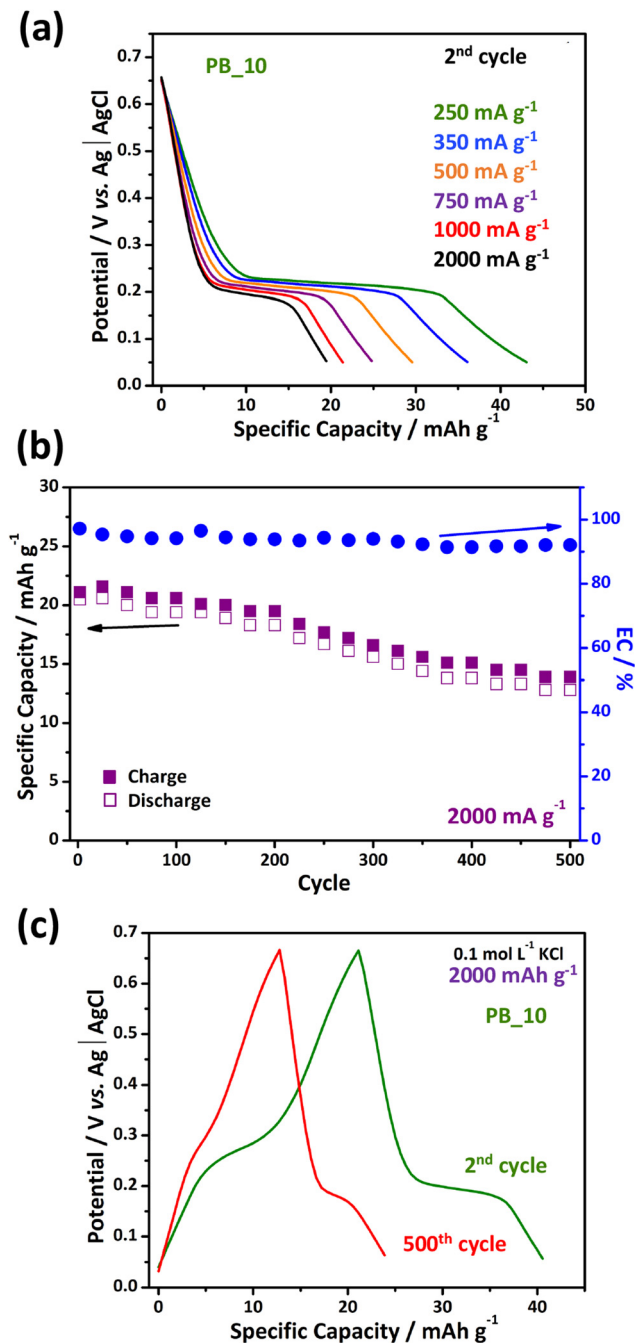 (a)
PB_10
2nd cycle
250 mA g-1
350 mA g-1
500 mA g-1
750 mA g-1
1000 mA g-1
2000 mA g-1
Potential / V vs. Ag | AgCl
0.7
0.6
0.5
0.4
0.3
0.2
0.1
0.0
0 10 20 30 40 50
Specific Capacity / mAh g-1
(b)
Specific Capacity / mAh g-1
30
25
20
15
10
5
0
100
80
60
40
20
0
EC / %
Charge
Discharge
2000 mA g-1
0 100 200 300 400 500
Cycle
(c)
0.1 mol L-1 KCl
2000 mAh g-1
PB_10
2nd cycle
500th cycle
Potential / V vs. Ag | AgCl
0.7
0.6
0.5
0.4
0.3
0.2
0.1
0.0
0 10 20 30 40
Specific Capacity / mAh g-1